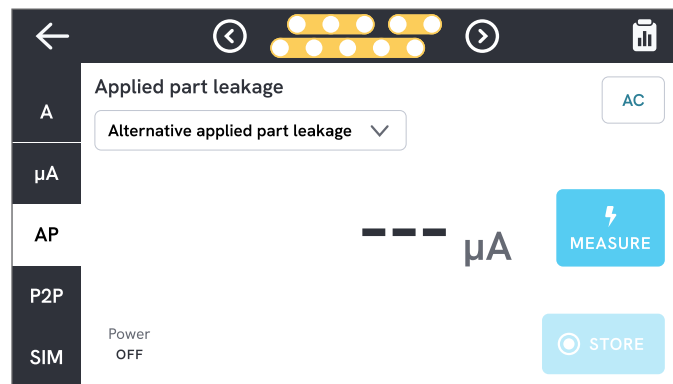 Applied part leakage
AC
A
Alternative applied part leakage
µA
MEASURE
AP
--- µA
P2P
Power
OFF
STORE
SIM